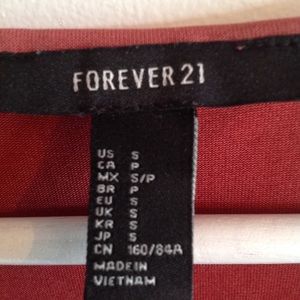 FOREVER 21
US S
CA P
MX S/P
BR P
EU S
UK S
KR S
JP S
CN 160/84A
MADE IN
VIETNAM